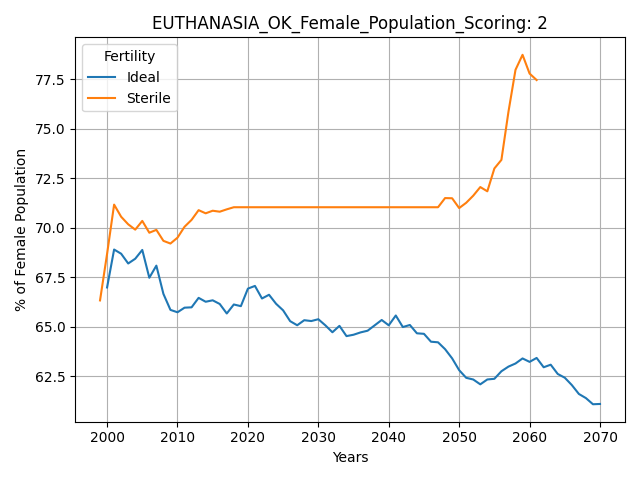 EUTHANASIA_OK_Female_Population_Scoring: 2
Fertility
Ideal
Sterile
77.5
75.0
72.5
70.0
67.5
65.0
62.5
% of Female Population
2000 2010 2020 2030 2040 2050 2060 2070
Years